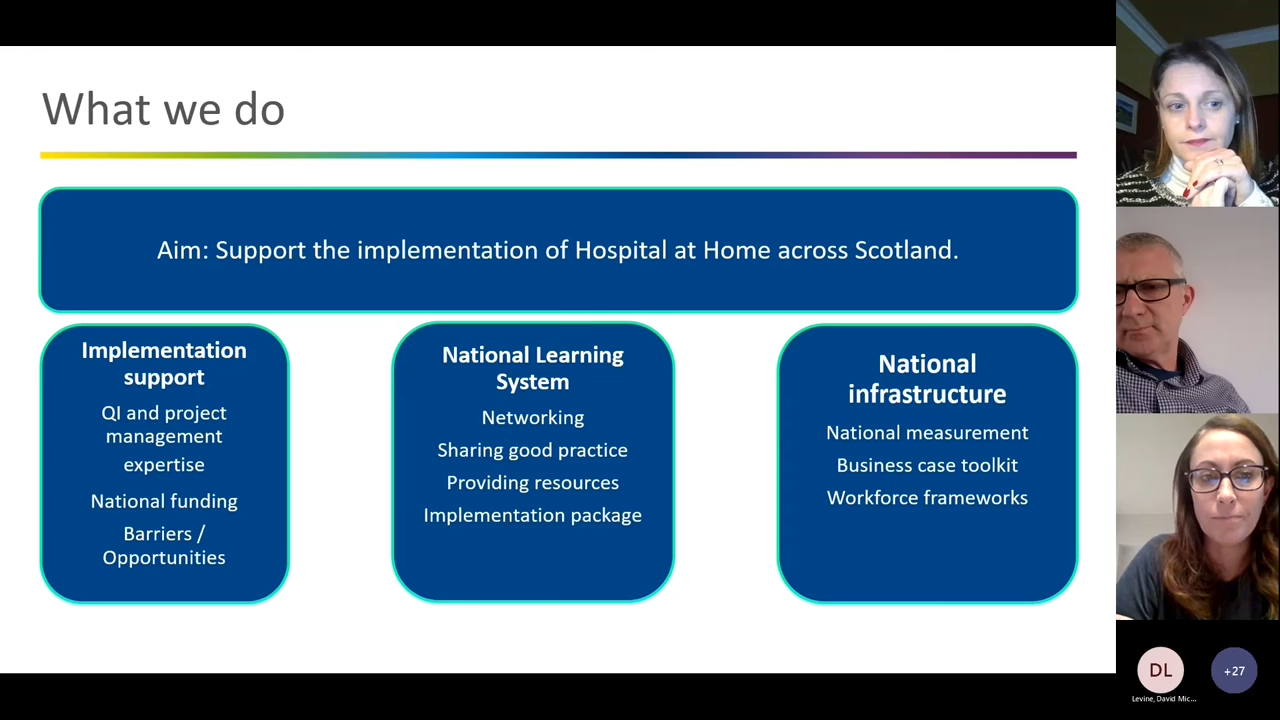 What we do
Aim: Support the implementation of Hospital at Home across Scotland.
Implementation
support
QI and project
management
expertise
National funding
Barriers /
Opportunities
National Learning
System
Networking
Sharing good practice
Providing resources
Implementation package
National
infrastructure
National measurement
Business case toolkit
Workforce frameworks
DL
+27
Levine, David Mic...